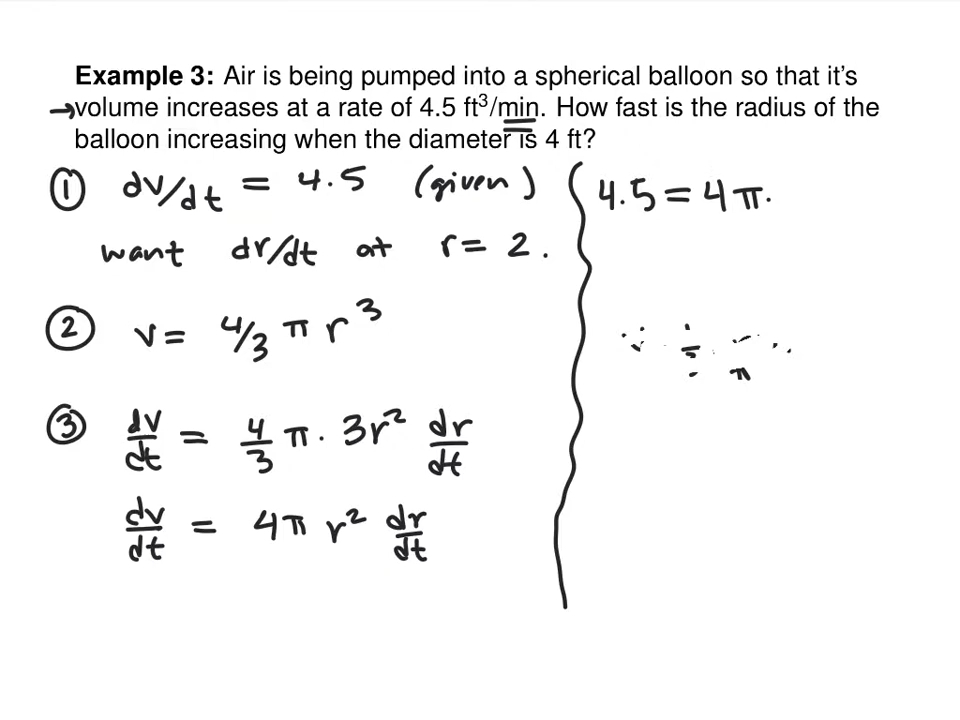 Example 3: Air is being pumped into a spherical balloon so that it's
→volume increases at a rate of 4.5 ft³/min. How fast is the radius of the
balloon increasing when the diameter is 4 ft?
① dV/dt = 4.5 (given)
want dr/dt at r = 2.
② V = 4/3 π r³
③ dV/dt = 4/3 π · 3r² dr/dt
dV/dt = 4π r² dr/dt
4.5 = 4π·